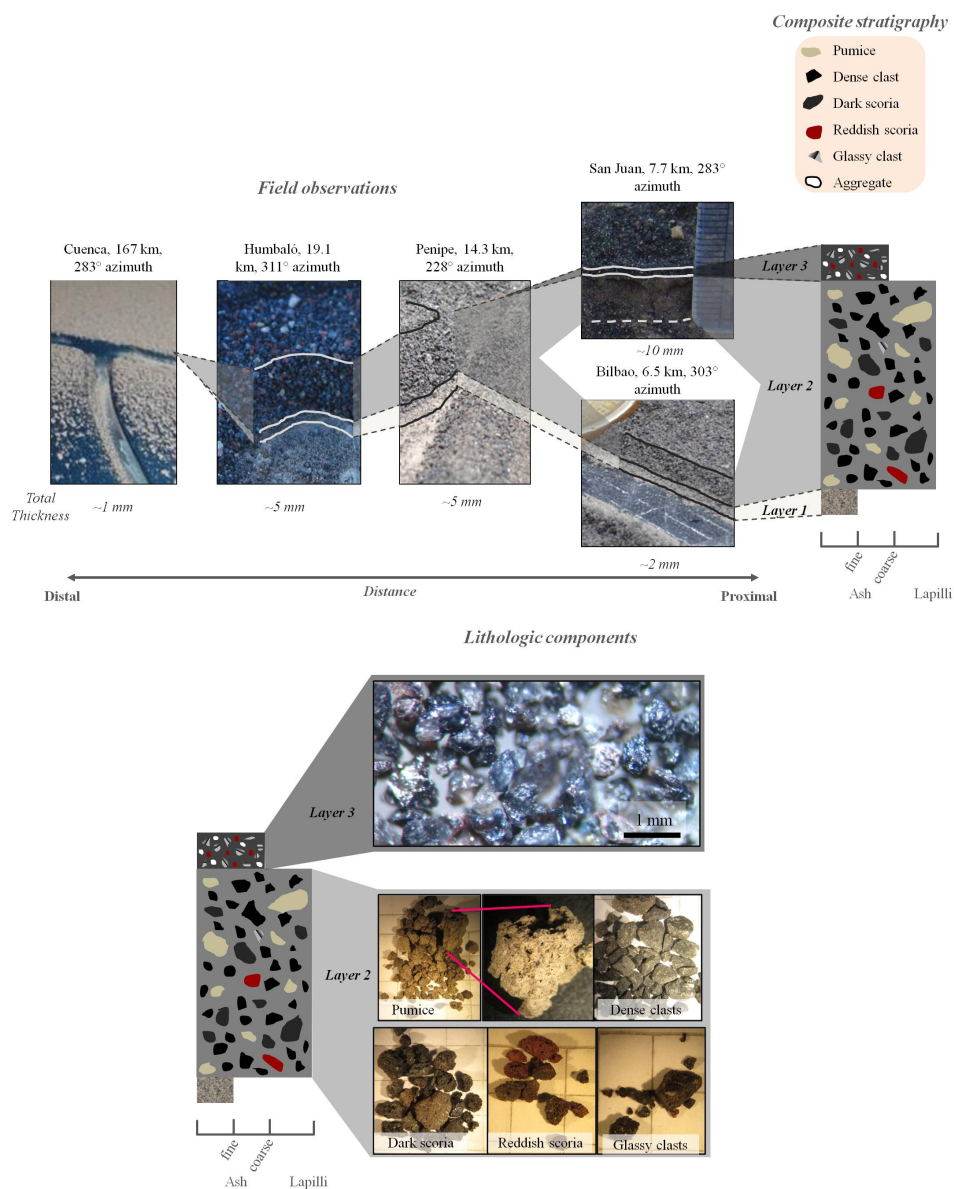 Composite stratigraphy
Pumice
Dense clast
Dark scoria
Reddish scoria
Glassy clast
Aggregate
Field observations
San Juan, 7.7 km, 283°
azimuth
Cuenca, 167 km,
283° azimuth
Humbaló, 19.1
km, 311° azimuth
Penipe, 14.3 km,
228° azimuth
Layer 3
~10 mm
Bilbao, 6.5 km, 303°
azimuth
Layer 2
Total
Thickness
~1 mm
~5 mm
~5 mm
Layer 1
~2 mm
fine
coarse
Ash
Lapilli
Distal
Distance
Proximal
Lithologic components
Layer 3
1 mm
Layer 2
Pumice
Dense clasts
Dark scoria
Reddish scoria
Glassy clasts
fine
coarse
Ash
Lapilli